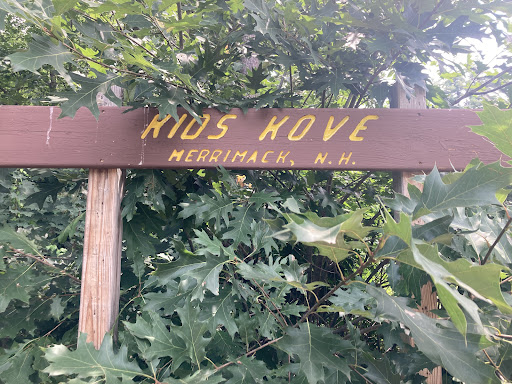 KIDS KOVE
MERRIMACK, N.H.